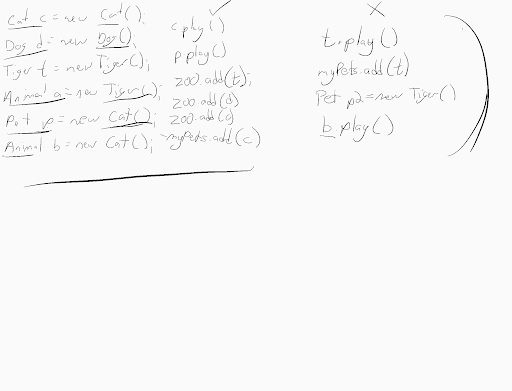 Cat c = new Cat();
Dog d = new Dog();
Tiger t = new Tiger();
Animal a = new Tiger();
Pet p = new Cat();
Animal b = new Cat();
c.play()
p.play()
zoo.add(t);
zoo.add(d)
zoo.add(c)
myPets.add(c)
t.play()
myPets.add(t)
Pet p2 = new Tiger()
b.play()